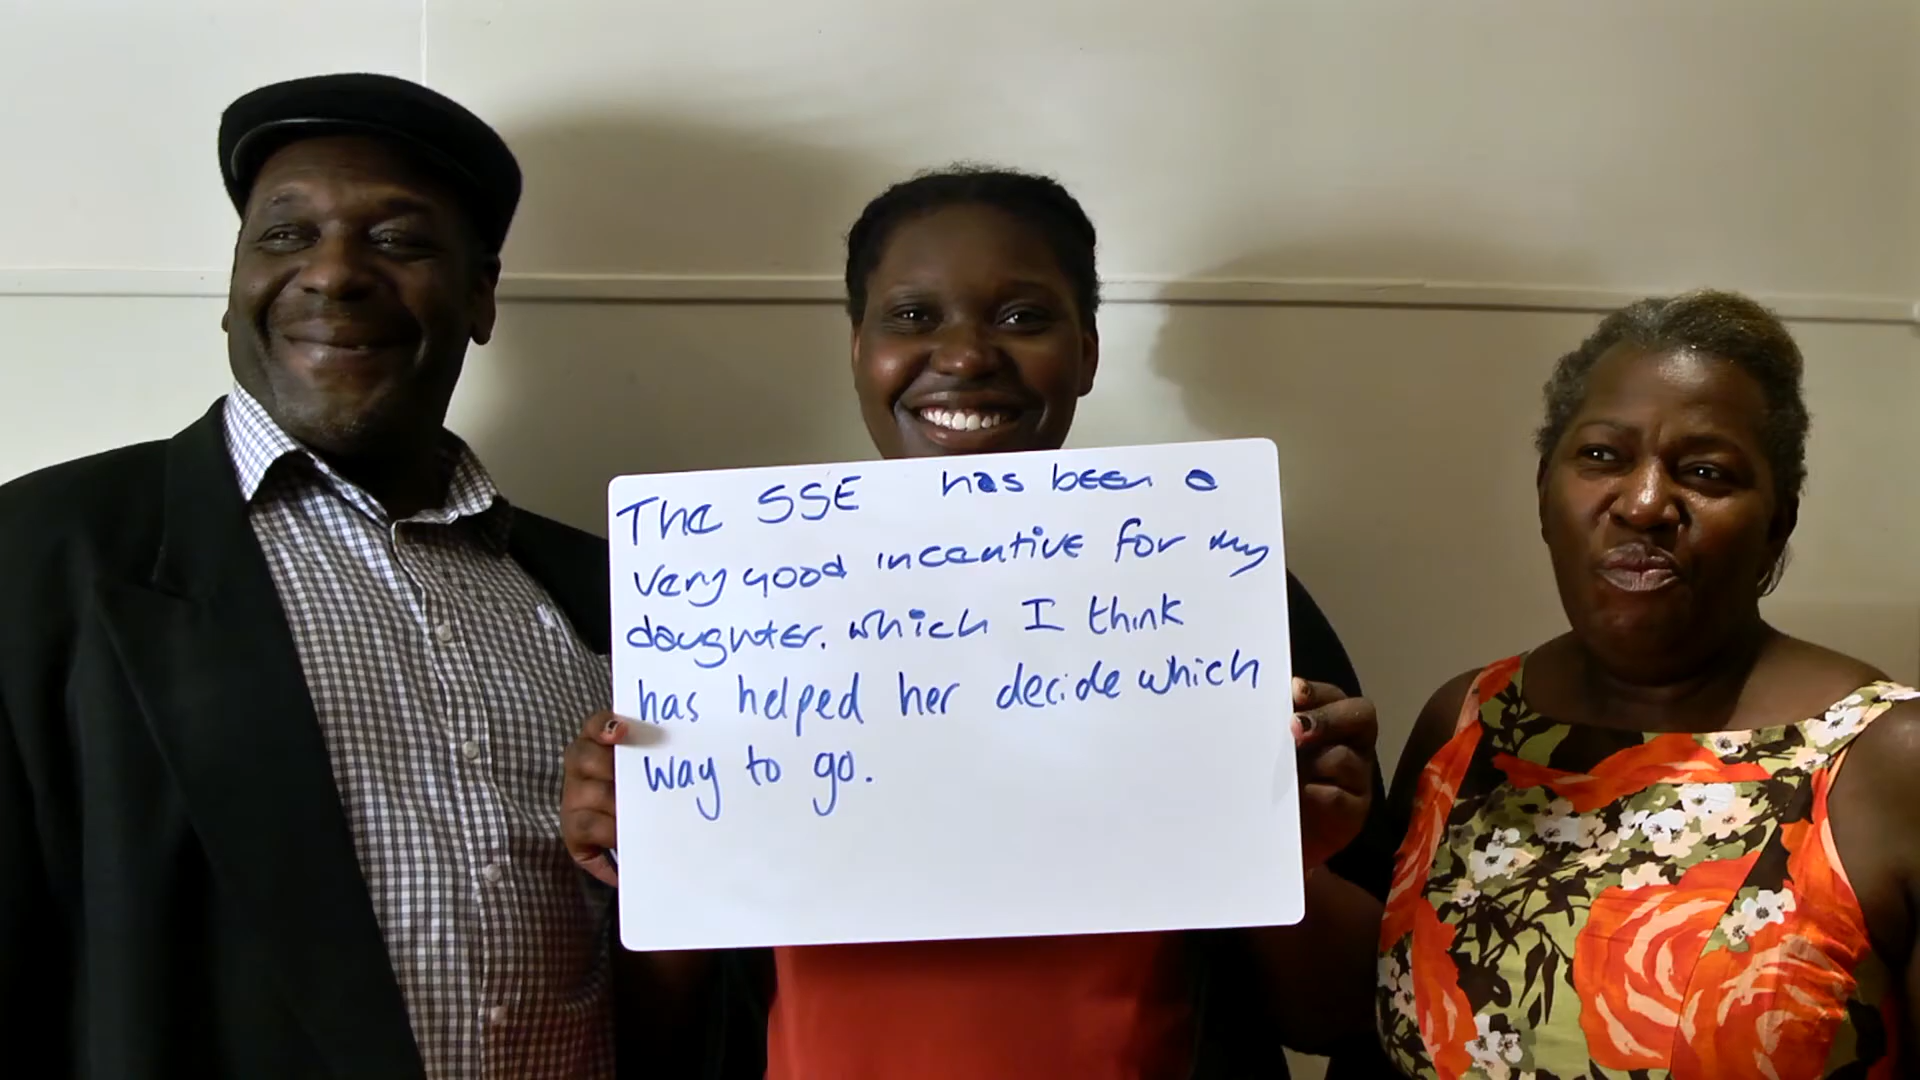 The SSE has been a
very good incentive for my
daughter. which I think
has helped her decide which
way to go.